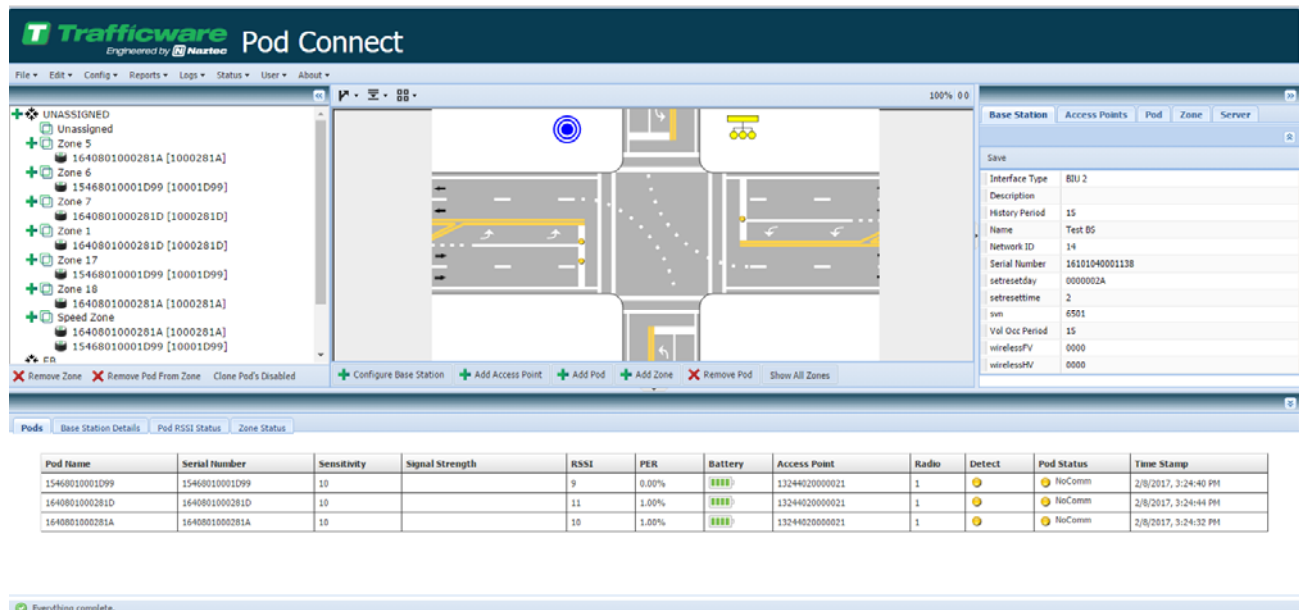 Trafficware
Engineered by N Naztec
Pod Connect
File Edit Config Reports Logs Status User About
100% 0 0
UNASSIGNED
Unassigned
Zone 5
1640801000281A [1000281A]
Zone 6
15468010001D99 [10001D99]
Zone 7
1640801000281D [1000281D]
Zone 1
1640801000281D [1000281D]
Zone 17
15468010001D99 [10001D99]
Zone 18
1640801000281A [1000281A]
Speed Zone
1640801000281A [1000281A]
15468010001D99 [10001D99]
EB
Remove Zone Remove Pod From Zone Clone Pod's Disabled
Configure Base Station Add Access Point Add Pod Add Zone Remove Pod Show All Zones
Base Station Access Points Pod Zone Server
Save
Interface Type BIU 2
Description
History Period 15
Name Test BS
Network ID 14
Serial Number 16101040001138
setresetday 0000002A
setresettime 2
svn 6501
Vol Occ Period 15
wirelessFV 0000
wirelessHV 0000
Pods Base Station Details Pod RSSI Status Zone Status
Pod Name Serial Number Sensitivity Signal Strength RSSI PER Battery Access Point Radio Detect Pod Status Time Stamp
15468010001D99 15468010001D99 10 9 0.00% 13244020000021 1 NoComm 2/8/2017, 3:24:40 PM
1640801000281D 1640801000281D 10 11 1.00% 13244020000021 1 NoComm 2/8/2017, 3:24:44 PM
1640801000281A 1640801000281A 10 10 1.00% 13244020000021 1 NoComm 2/8/2017, 3:24:32 PM
Everything complete.